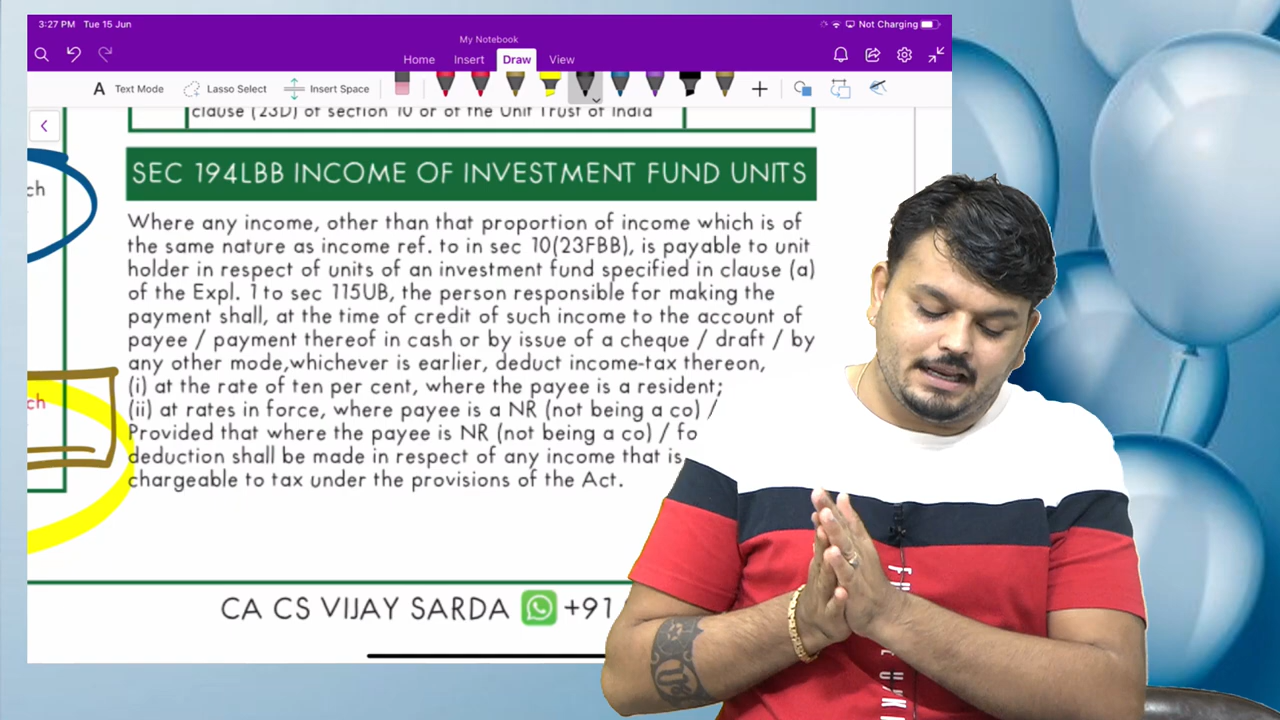 3:27 PM Tue 15 Jun
Not Charging
My Notebook
Home Insert Draw View
A Text Mode Lasso Select Insert Space
clause (23D) of section 10 or of the Unit Trust of India
ch
SEC 194LBB INCOME OF INVESTMENT FUND UNITS
Where any income, other than that proportion of income which is of
the same nature as income ref. to in sec 10(23FBB), is payable to unit
holder in respect of units of an investment fund specified in clause (a)
of the Expl. 1 to sec 115UB, the person responsible for making the
payment shall, at the time of credit of such income to the account of
payee / payment thereof in cash or by issue of a cheque / draft / by
any other mode,whichever is earlier, deduct income-tax thereon,
(i) at the rate of ten per cent, where the payee is a resident;
ch
(ii) at rates in force, where payee is a NR (not being a co) /
Provided that where the payee is NR (not being a co) / fo
deduction shall be made in respect of any income that is
chargeable to tax under the provisions of the Act.
CA CS VIJAY SARDA +91